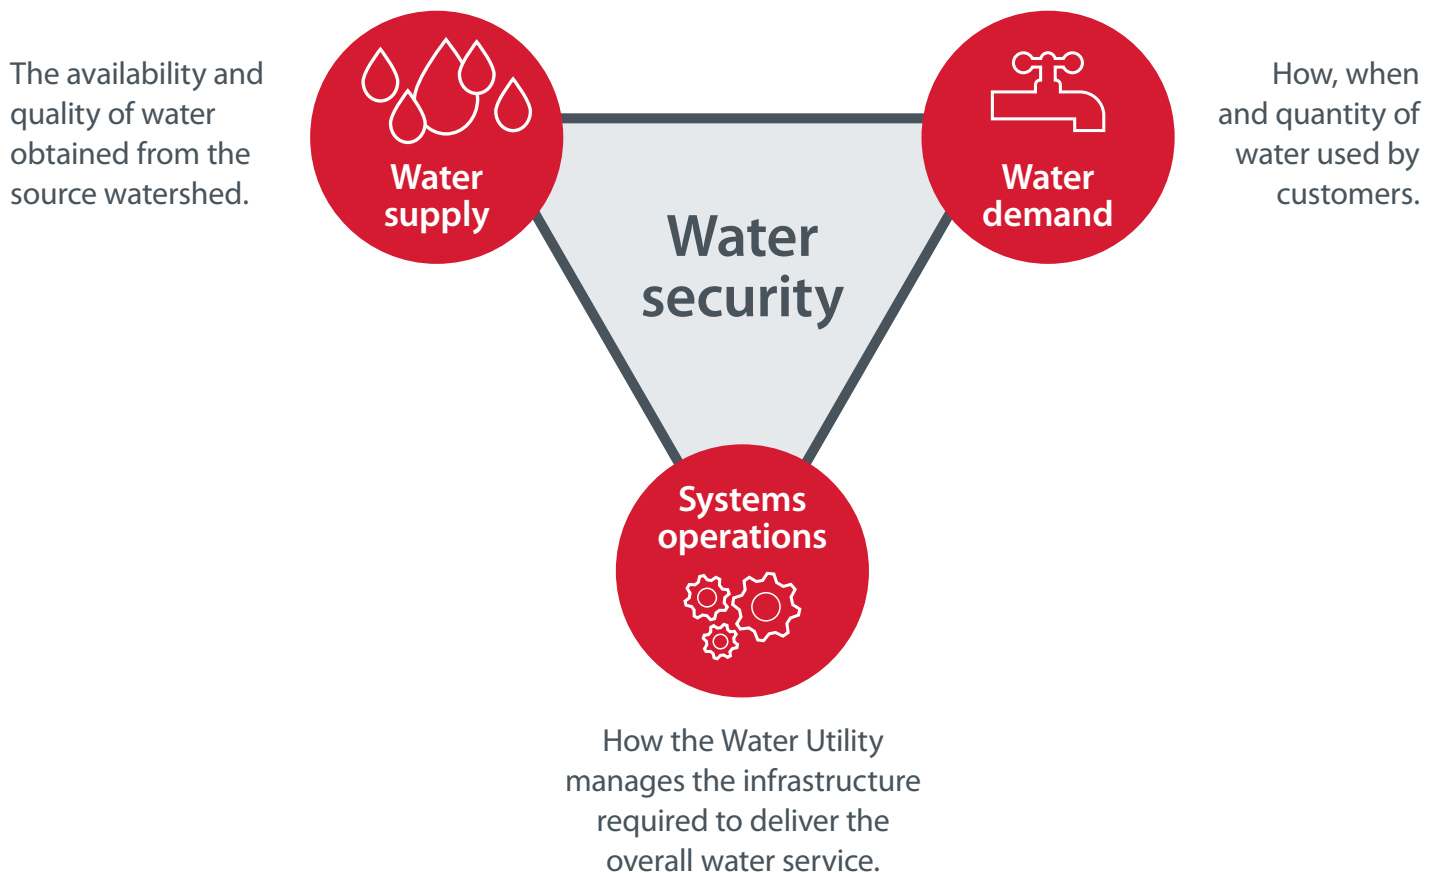 The availability and
quality of water
obtained from the
source watershed.
Water
supply
Water
security
Water
demand
How, when
and quantity of
water used by
customers.
Systems
operations
How the Water Utility
manages the infrastructure
required to deliver the
overall water service.